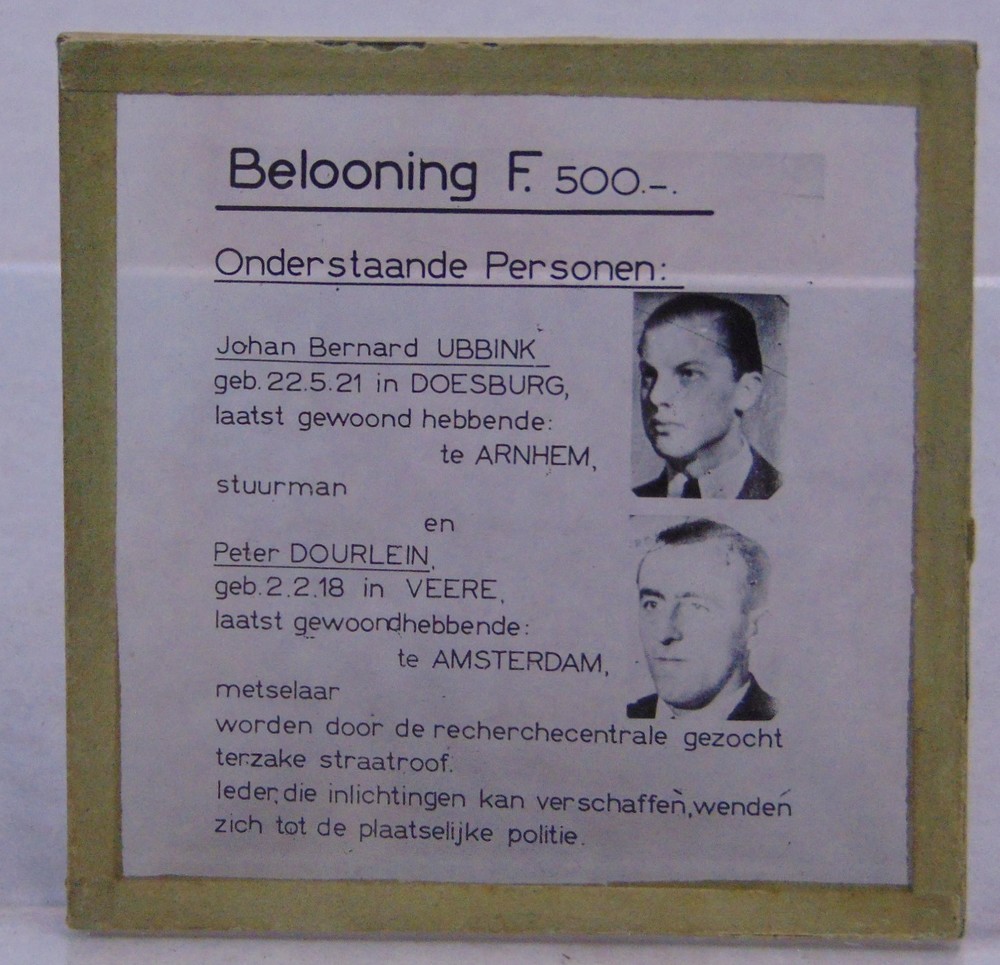 Belooning F. 500.-.
Onderstaande Personen:
Johan Bernard UBBINK
geb. 22.5.21 in DOESBURG,
laatst gewoond hebbende:
te ARNHEM,
stuurman
en
Peter DOURLEIN,
geb. 2.2.18 in VEERE,
laatst gewoondhebbende:
te AMSTERDAM,
metselaar
worden door de recherchecentrale gezocht
terzake straatroof.
Ieder, die inlichtingen kan verschaffen, wenden
zich tot de plaatselijke politie.